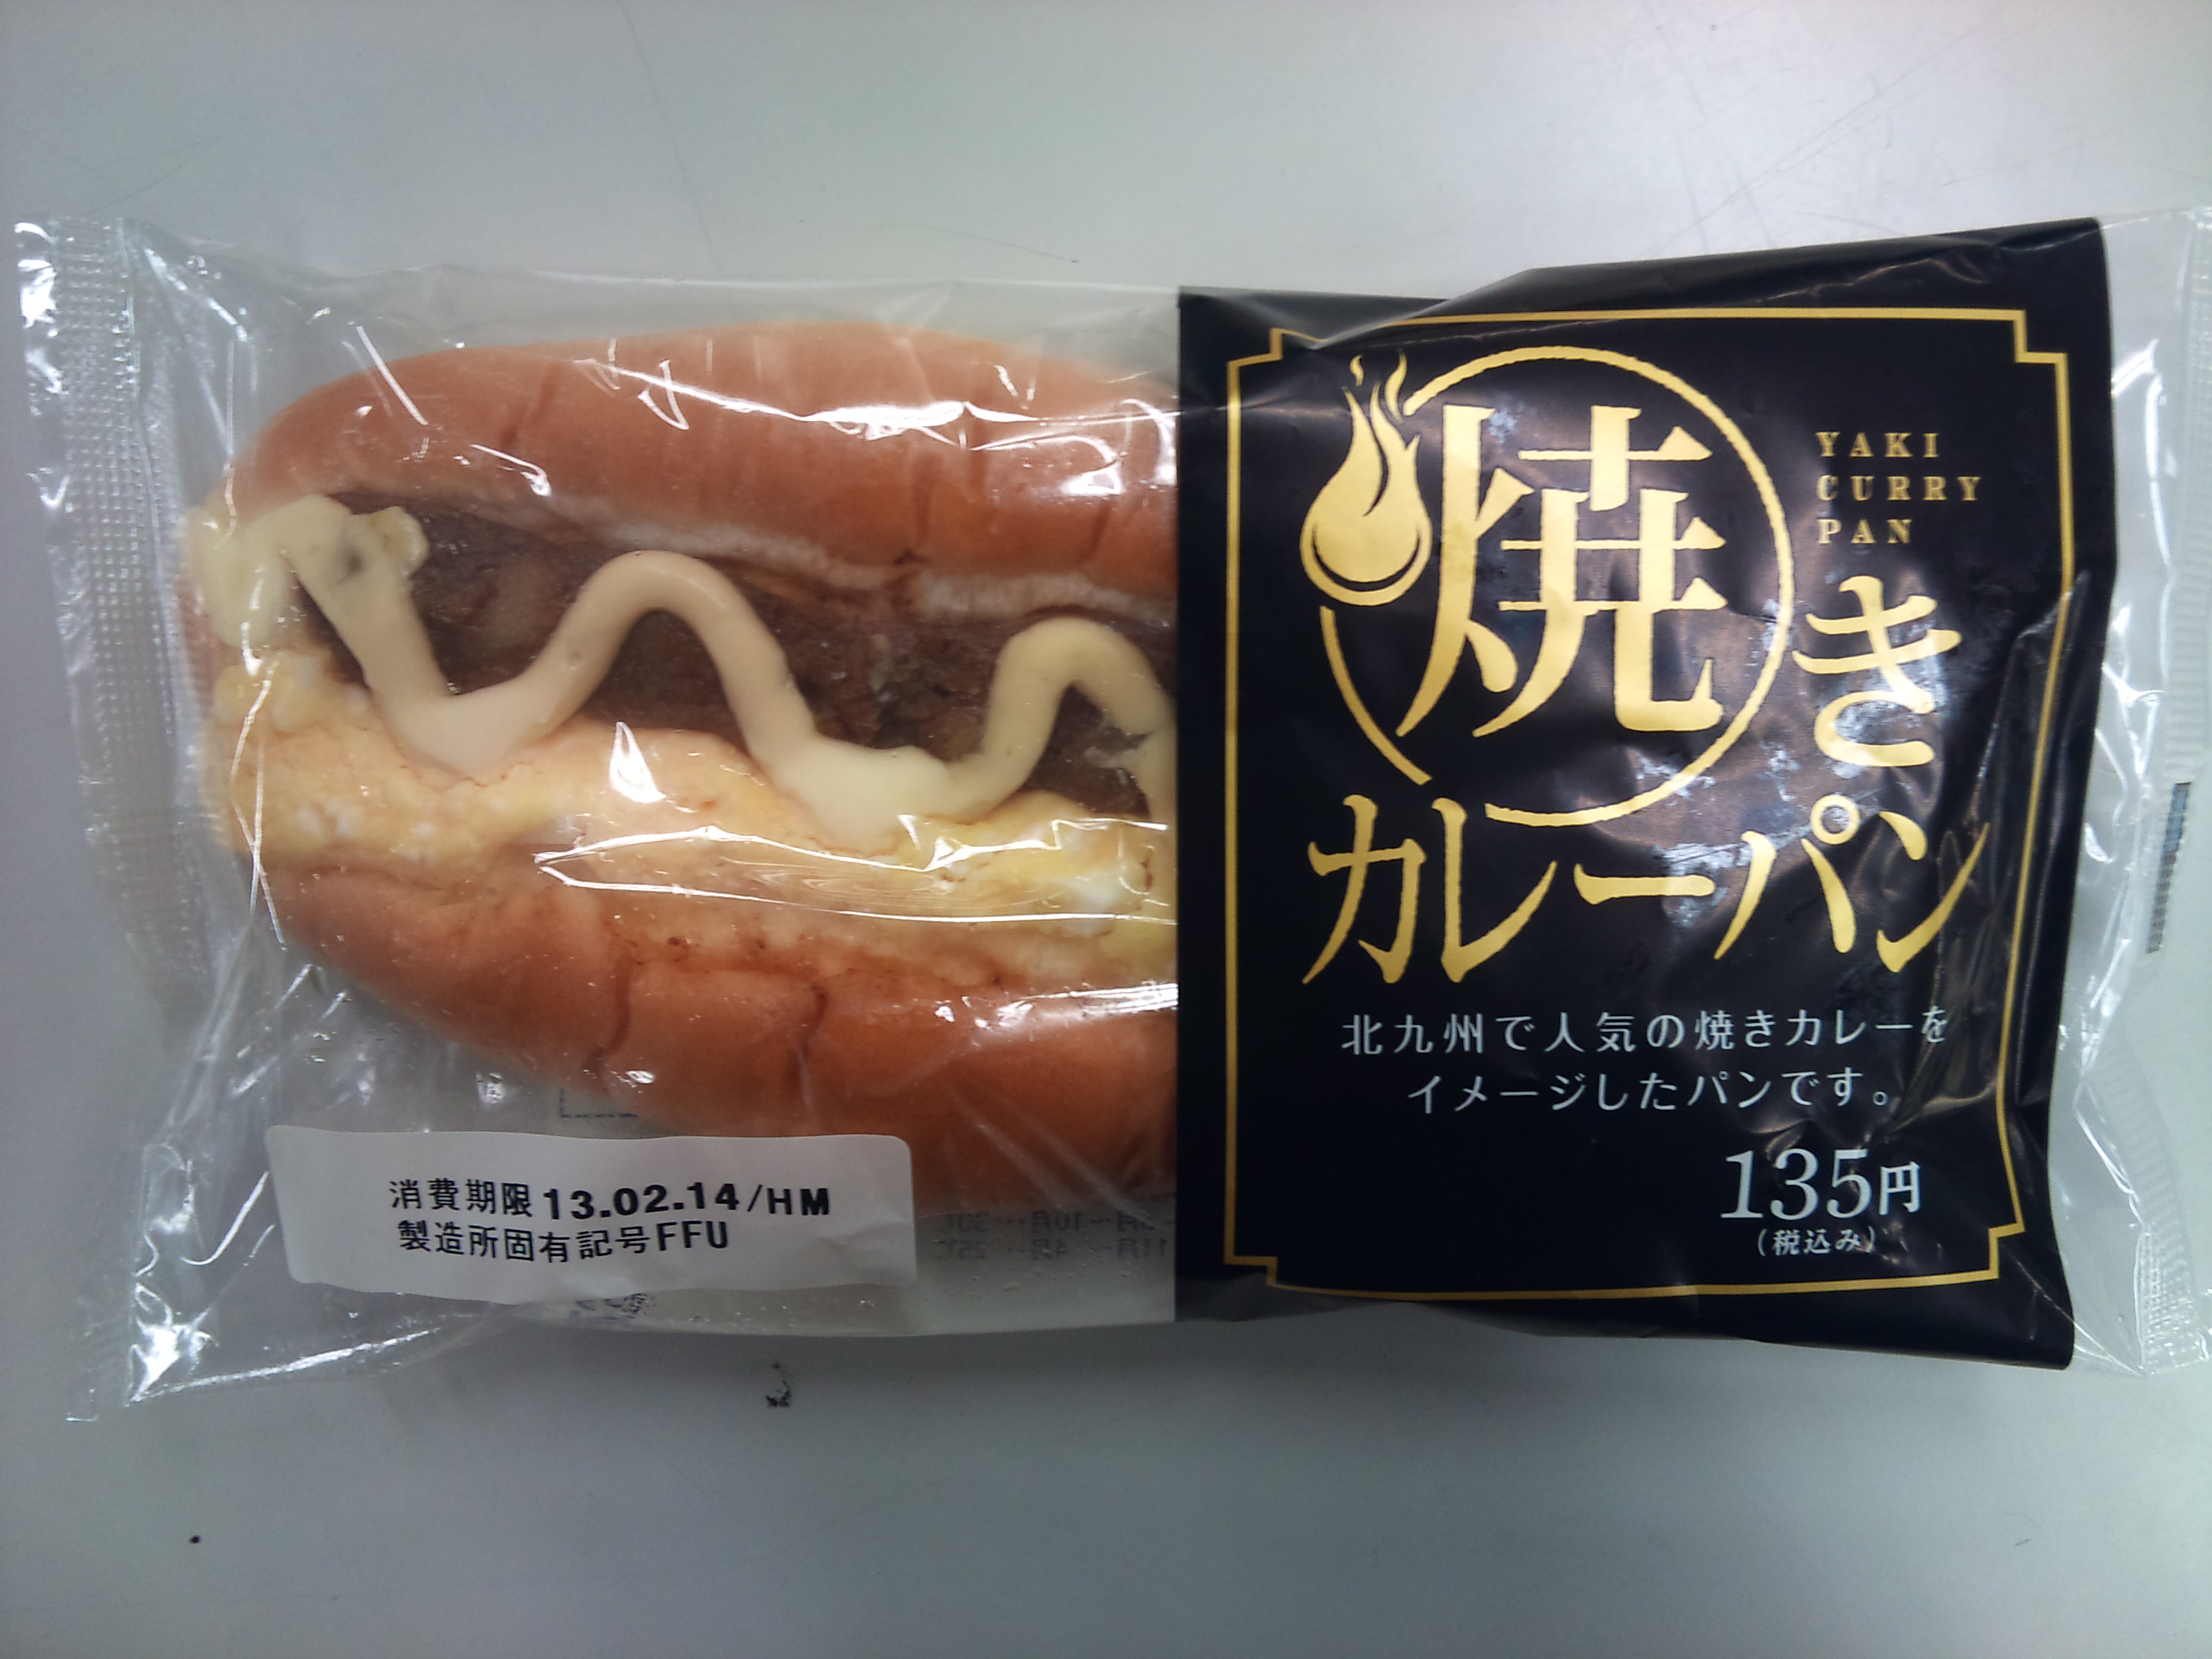 焼き
カレーパン
YAKI
CURRY
PAN
北九州で人気の焼きカレーを
イメージしたパンです。
135円
(税込み)
消費期限 13.02.14/HM
製造所固有記号FFU